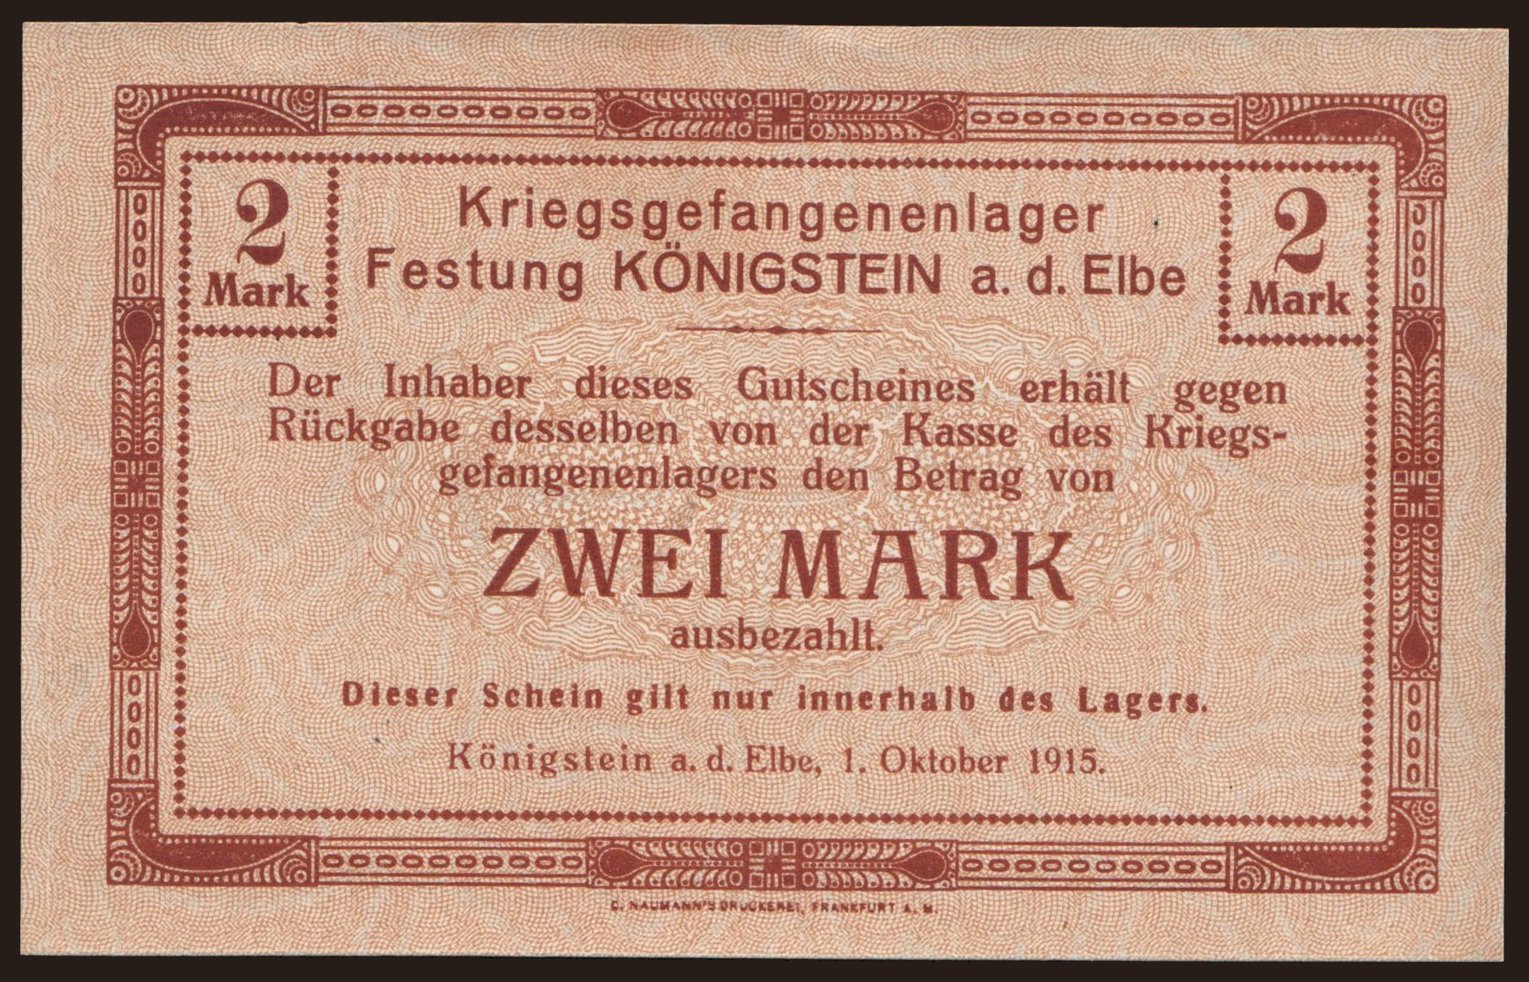 2
Mark
Kriegsgefangenenlager
Festung KÖNIGSTEIN a. d. Elbe
2
Mark
Der Inhaber dieses Gutscheines erhält gegen
Rückgabe desselben von der Kasse des Kriegs-
gefangenenlagers den Betrag von
ZWEI MARK
ausbezahlt.
Dieser Schein gilt nur innerhalb des Lagers.
Königstein a. d. Elbe, 1. Oktober 1915.
C. NAUMANN'S DRUCKEREI, FRANKFURT A. M.